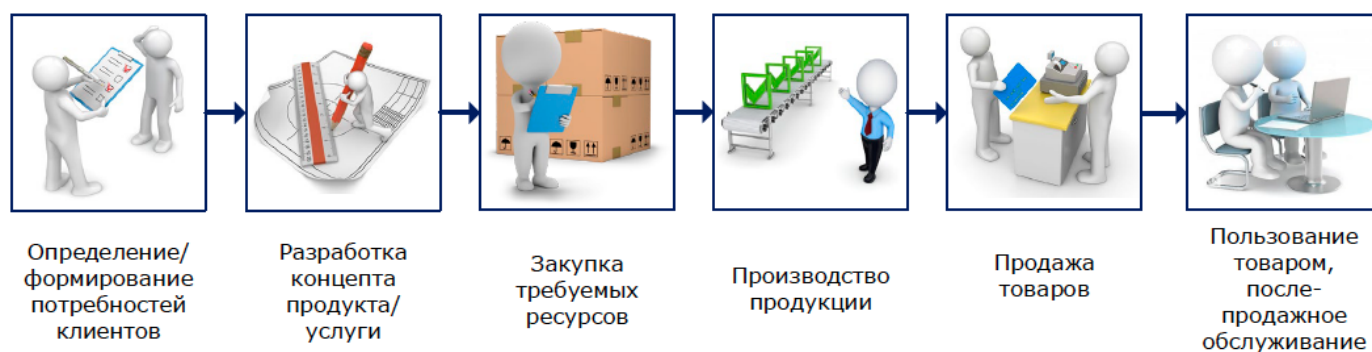 Определение/
формирование
потребностей
клиентов
Разработка
концепта
продукта/
услуги
Закупка
требуемых
ресурсов
Производство
продукции
Продажа
товаров
Пользование
товаром,
после-
продажное
обслуживание